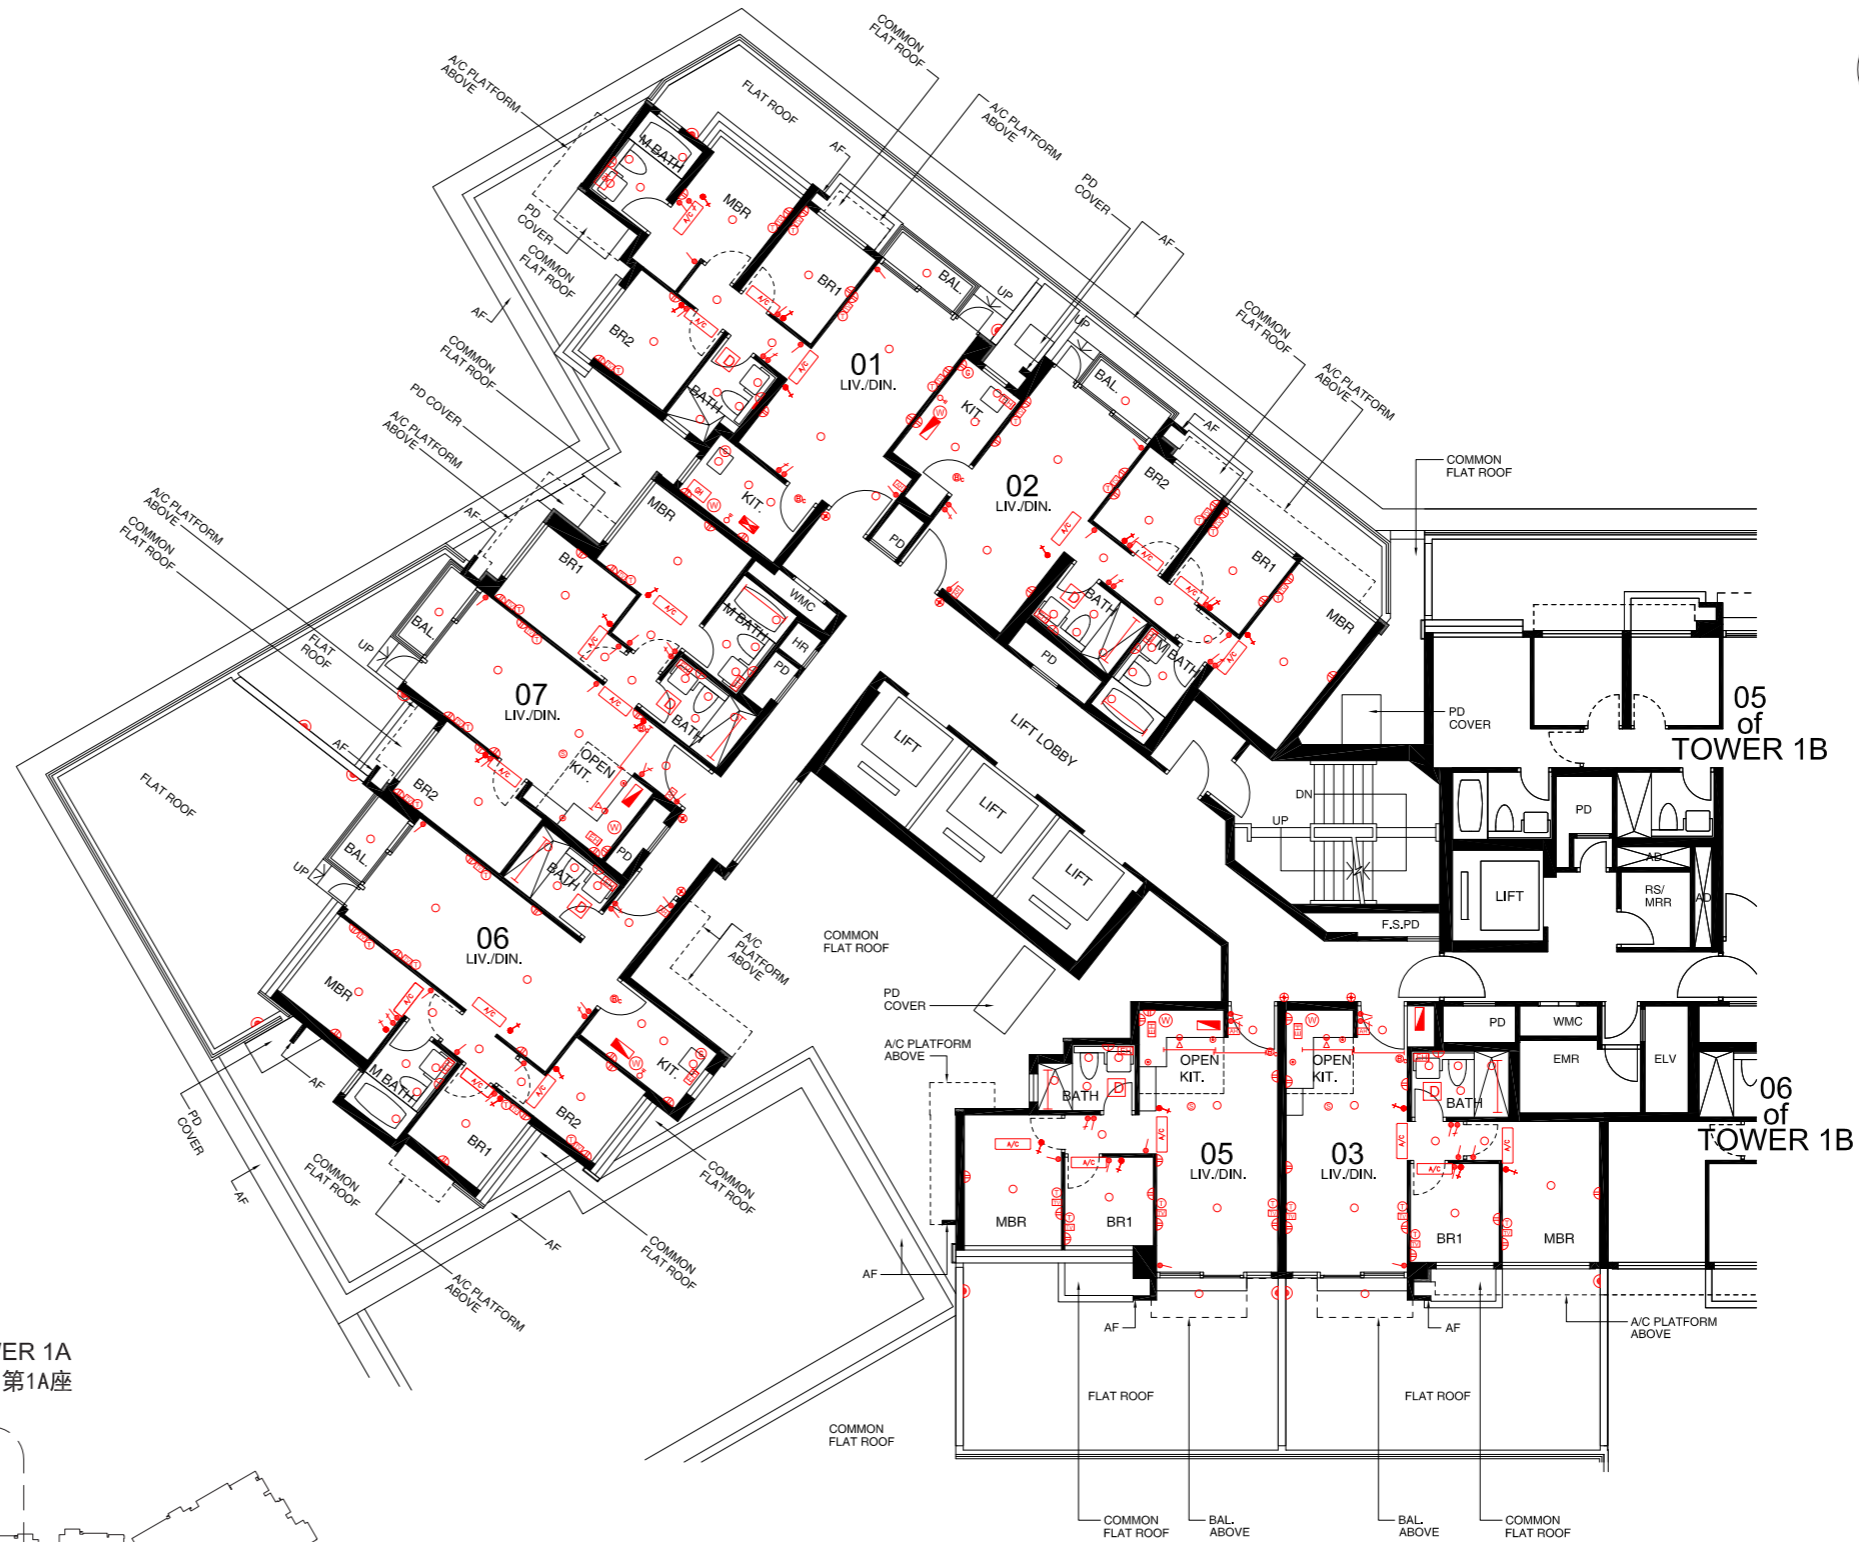 COMMON
FLAT ROOF
A/C PLATFORM
ABOVE
FLAT ROOF
A/C PLATFORM
ABOVE
AF
PD
COVER
AF
M BATH
MBR
PD
COVER
COMMON
FLAT ROOF
AF
BR1
BAL.
UP
UP
COMMON
FLAT ROOF
A/C PLATFORM
ABOVE
BR2
A/C
A/C
A/C
A/C
D
BATH
01
LIV./DIN.
KIT.
W
G
BAL.
AF
COMMON
FLAT ROOF
COMMON
FLAT ROOF
PD COVER
A/C PLATFORM
ABOVE
AF
KIT.
GH
W
02
LIV./DIN.
PD
BR2
BR1
MBR
A/C
A/C
A/C
A/C
D
BATH
M BATH
PD
A/C PLATFORM
ABOVE
COMMON
FLAT ROOF
MBR
BR1
WMC
M BATH
HR
PD
A/C
A/C
A/C
A/C
D
BATH
BAL.
UP
FLAT
ROOF
07
LIV./DIN.
OPEN
KIT.
W
EH
PD
BR2
AF
FLAT ROOF
LIFT LOBBY
LIFT
LIFT
LIFT
PD
COVER
05
of
TOWER 1B
DN
UP
PD
AD
RS/
MRR
AD
LIFT
F.S.PD
BAL.
UP
BATH
D
06
LIV./DIN.
MBR
A/C
A/C
A/C
A/C
M BATH
BR1
BR2
KIT.
W
A/C
PLATFORM
ABOVE
COMMON
FLAT ROOF
PD
COVER
AF
PD
COVER
AF
COMMON
FLAT ROOF
A/C PLATFORM
ABOVE
AF
COMMON
FLAT ROOF
COMMON
FLAT ROOF
A/C PLATFORM
ABOVE
AF
EH
W
OPEN
KIT.
BATH
D
A/C
A/C
A/C
05
LIV./DIN.
MBR
BR1
EH
W
OPEN
KIT.
03
LIV./DIN.
D
BATH
A/C
A/C
A/C
BR1
MBR
PD
WMC
EMR
ELV
06
of
TOWER 1B
AF
AF
A/C PLATFORM
ABOVE
FLAT ROOF
FLAT ROOF
COMMON
FLAT ROOF
COMMON
FLAT ROOF
BAL.
ABOVE
BAL.
ABOVE
COMMON
FLAT ROOF
ER 1A
第1A座